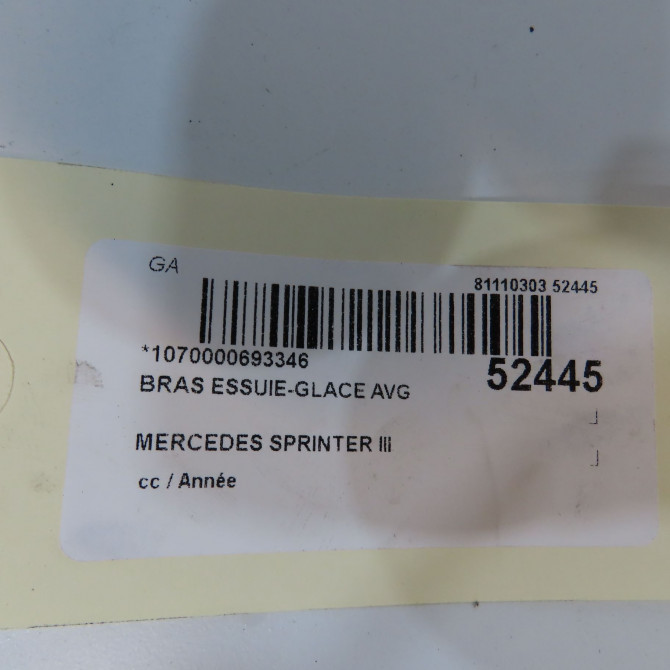 GA
81110303 52445
*1070000693346
52445
BRAS ESSUIE-GLACE AVG
MERCEDES SPRINTER III
cc / Année